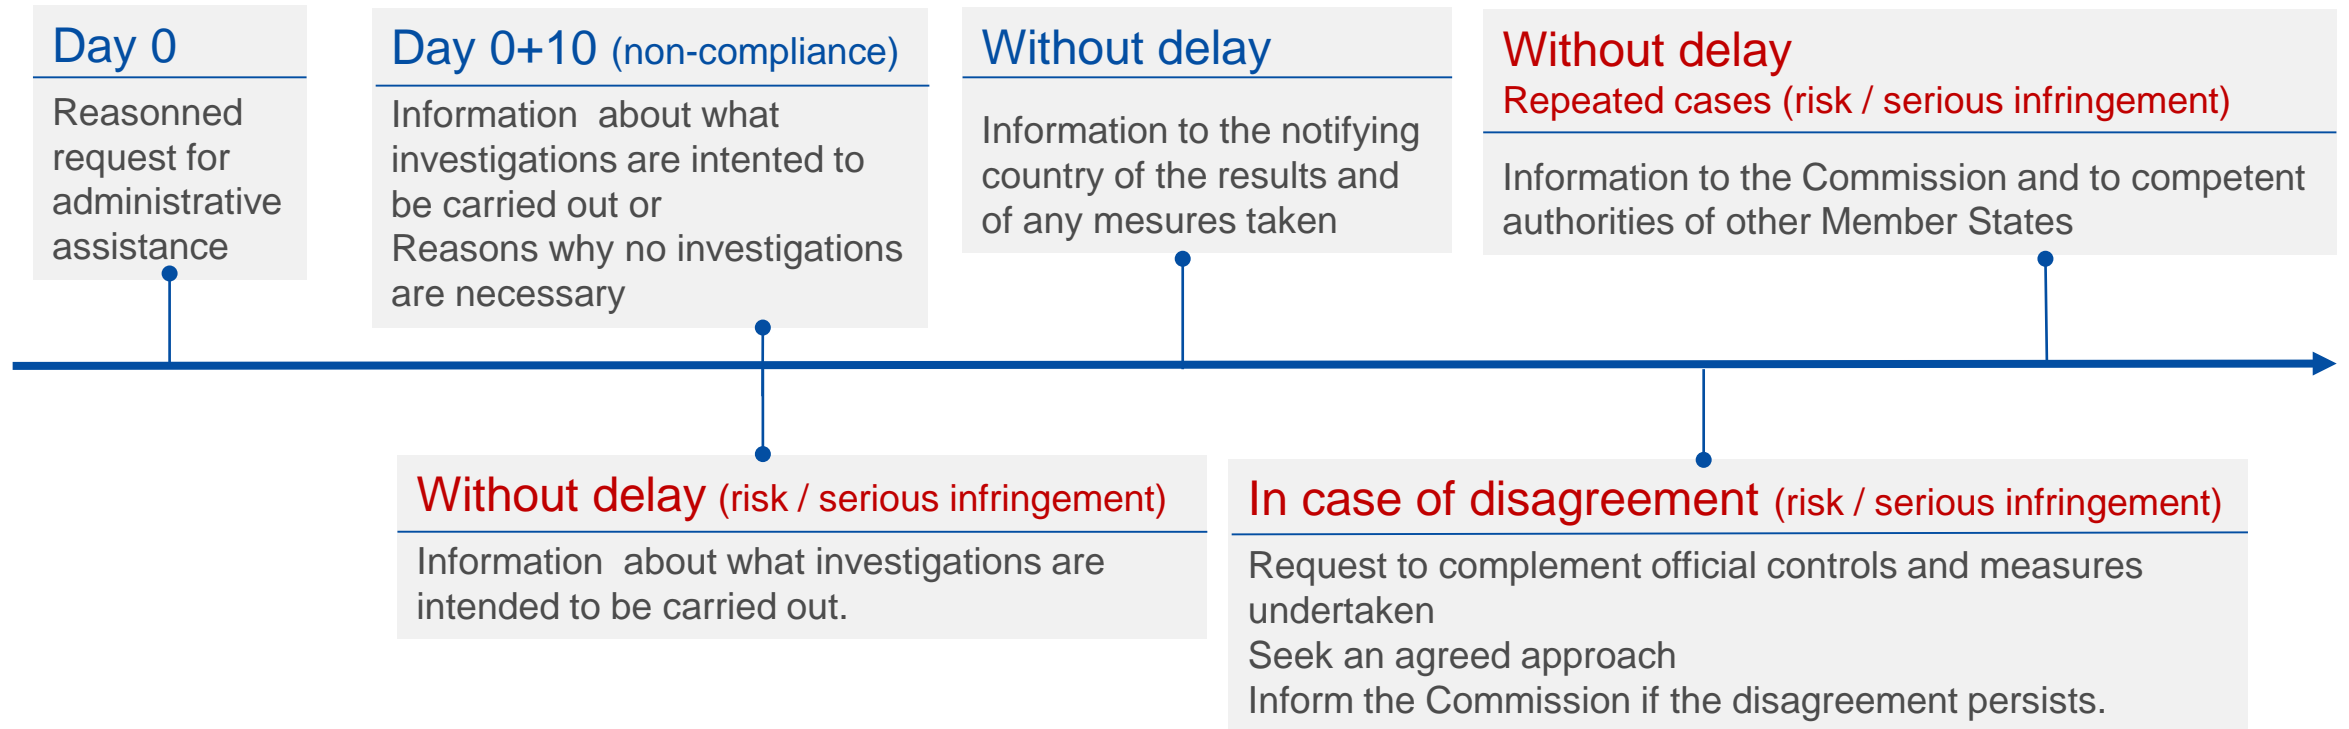 Day 0
Reasonned
request for
administrative
assistance
Day 0+10 (non-compliance)
Information  about what
investigations are intented to
be carried out or
Reasons why no investigations
are necessary
Without delay
Information to the notifying
country of the results and
of any mesures taken
Without delay
Repeated cases (risk / serious infringement)
Information to the Commission and to competent
authorities of other Member States
Without delay (risk / serious infringement)
Information  about what investigations are
intended to be carried out.
In case of disagreement (risk / serious infringement)
Request to complement official controls and measures
undertaken
Seek an agreed approach
Inform the Commission if the disagreement persists.